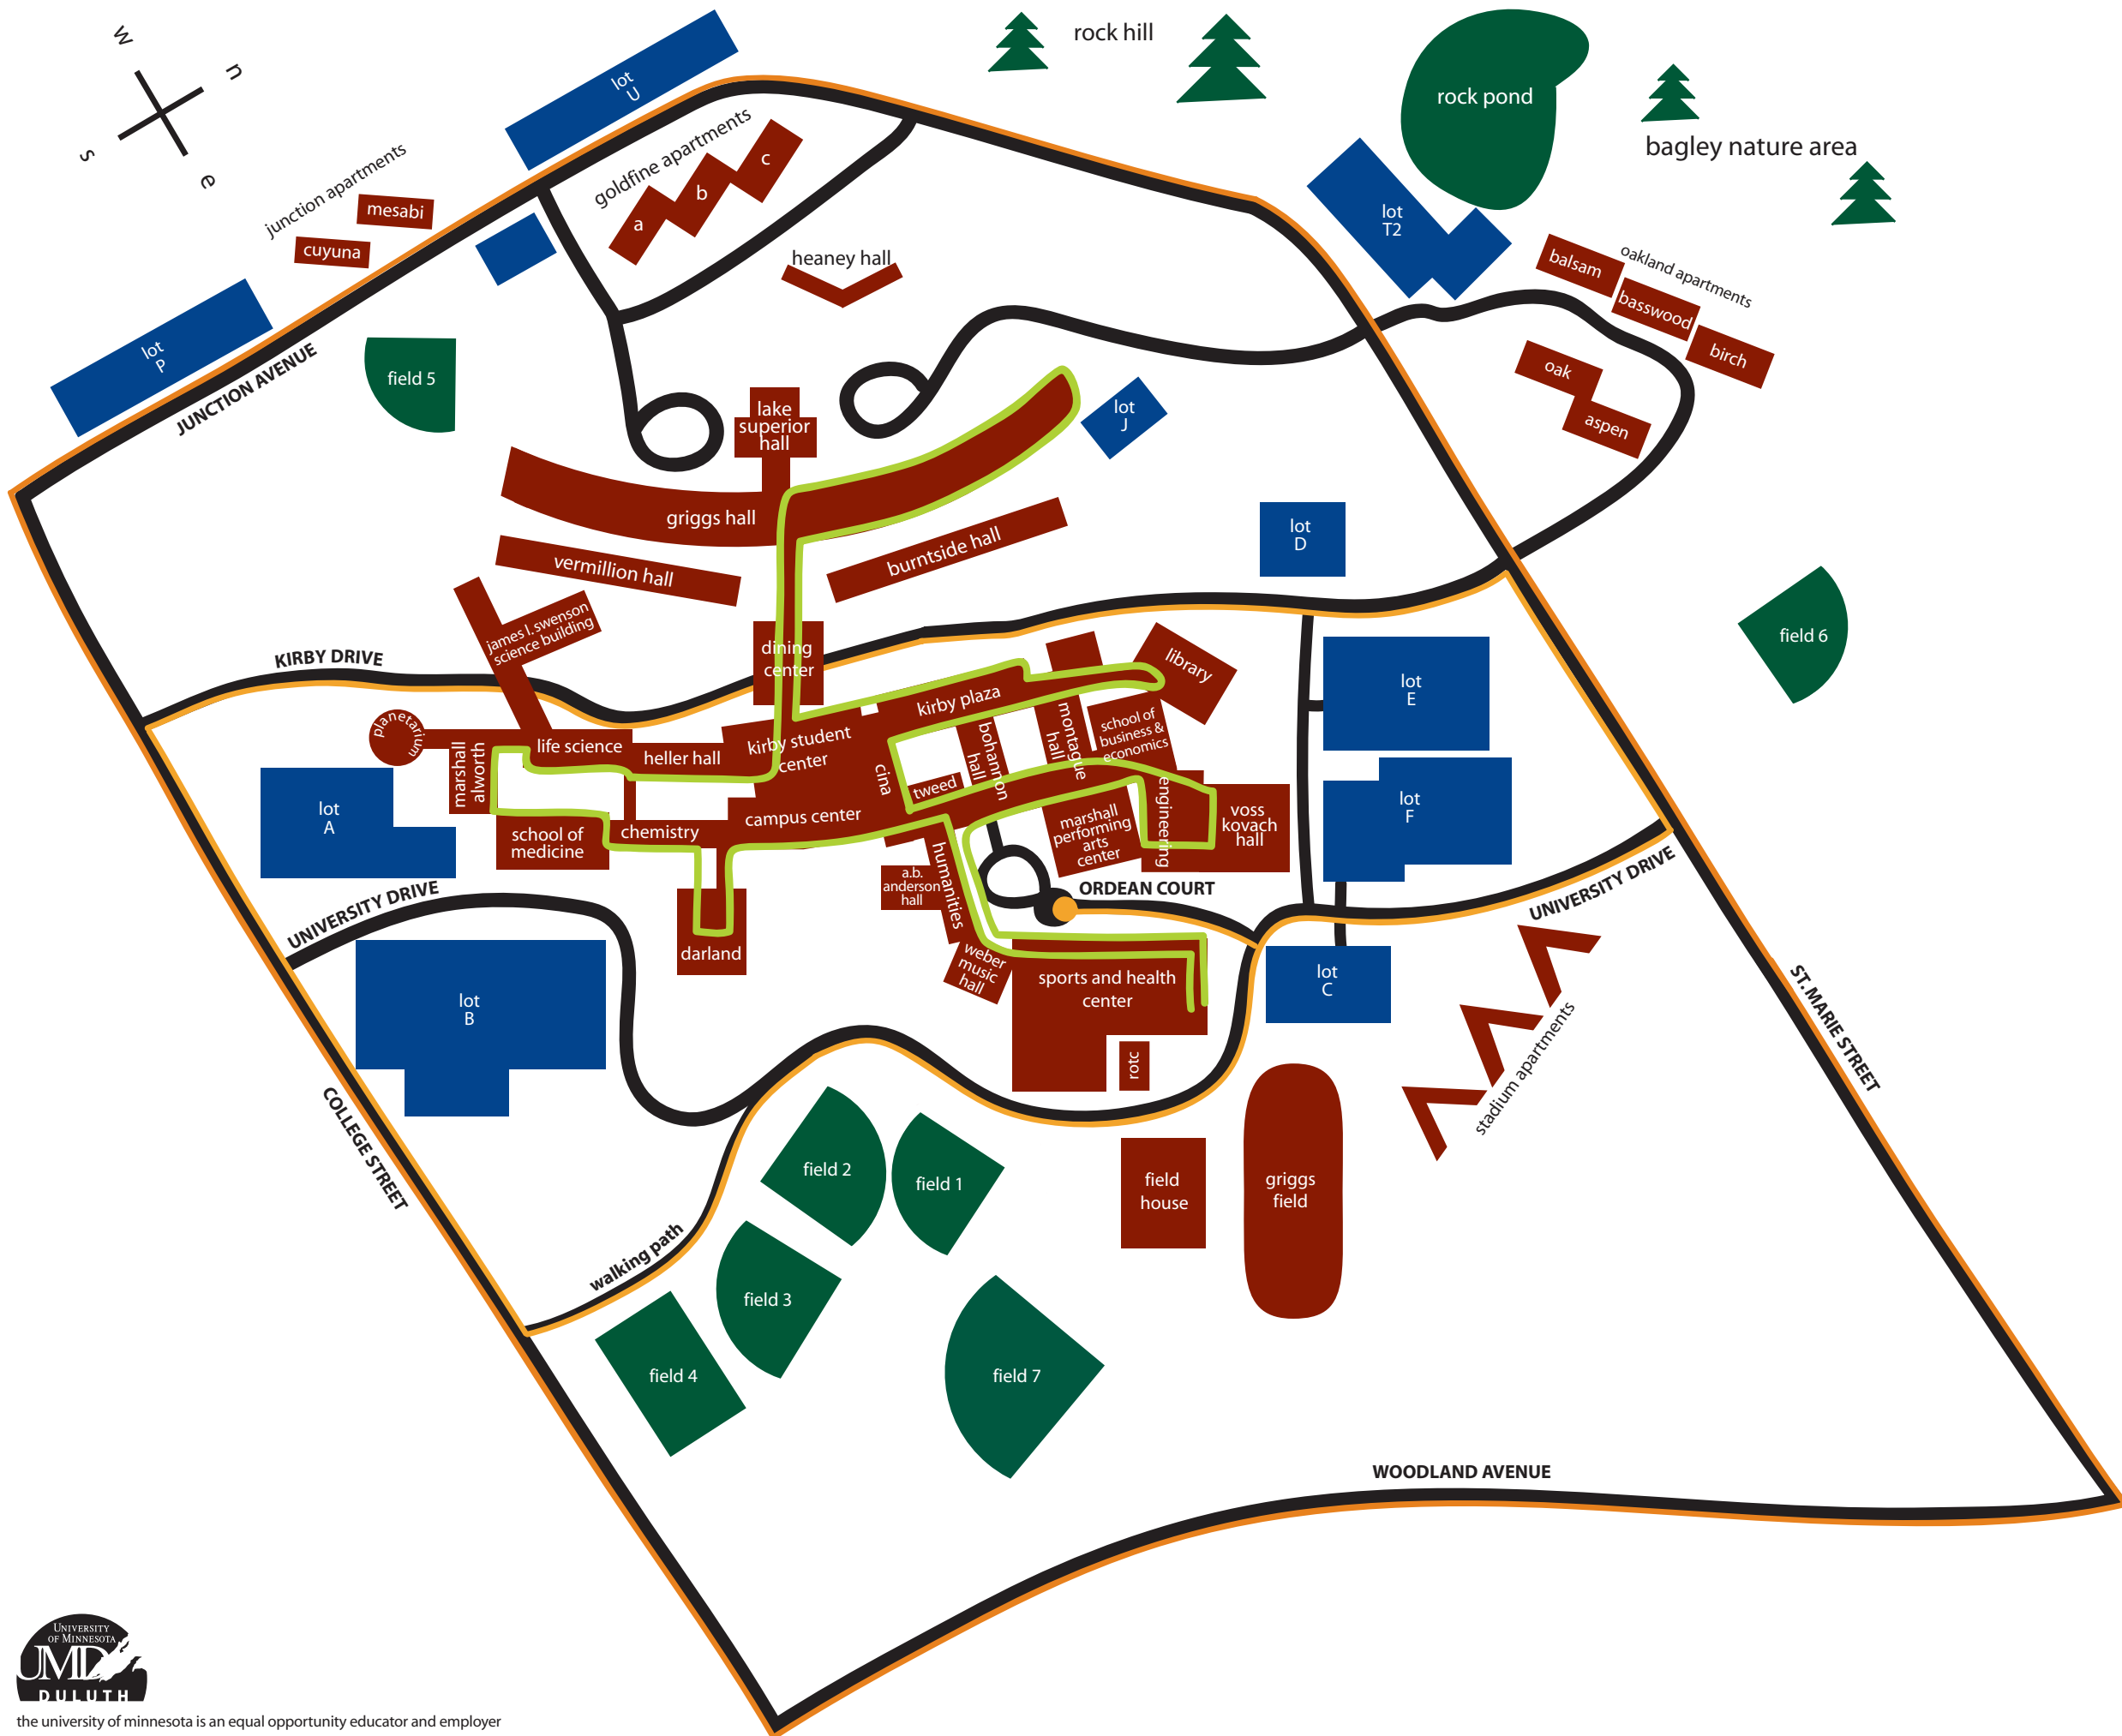 w
n
s
e
lot
U
rock hill
rock pond
bagley nature area
junction apartments
mesabi
cuyuna
goldfine apartments
a
b
c
heaney hall
lot
T2
balsam
basswood
birch
oakland apartments
oak
aspen
lot
P
JUNCTION AVENUE
field 5
lake
superior
hall
lot
J
griggs hall
vermillion hall
burntside hall
lot
D
james I. swenson
science building
dining
center
KIRBY DRIVE
library
field 6
lot
E
planetarium
marshall
alworth
life science
heller hall
kirby student
center
kirby plaza
cina
tweed
bohannon
hall
montague
hall
school of
business &
economics
engineering
voss
kovach
hall
lot
F
lot
A
school of
medicine
chemistry
campus center
marshall
performing
arts
center
a.b.
anderson
hall
humanities
ORDEAN COURT
UNIVERSITY DRIVE
UNIVERSITY DRIVE
darland
weber
music
hall
sports and health
center
lot
C
lot
B
rotc
stadium apartments
ST. MARIE STREET
COLLEGE STREET
field 2
field 1
field
house
griggs
field
walking path
field 3
field 4
field 7
WOODLAND AVENUE
UNIVERSITY
OF MINNESOTA
UMD
DULUTH
the university of minnesota is an equal opportunity educator and employer